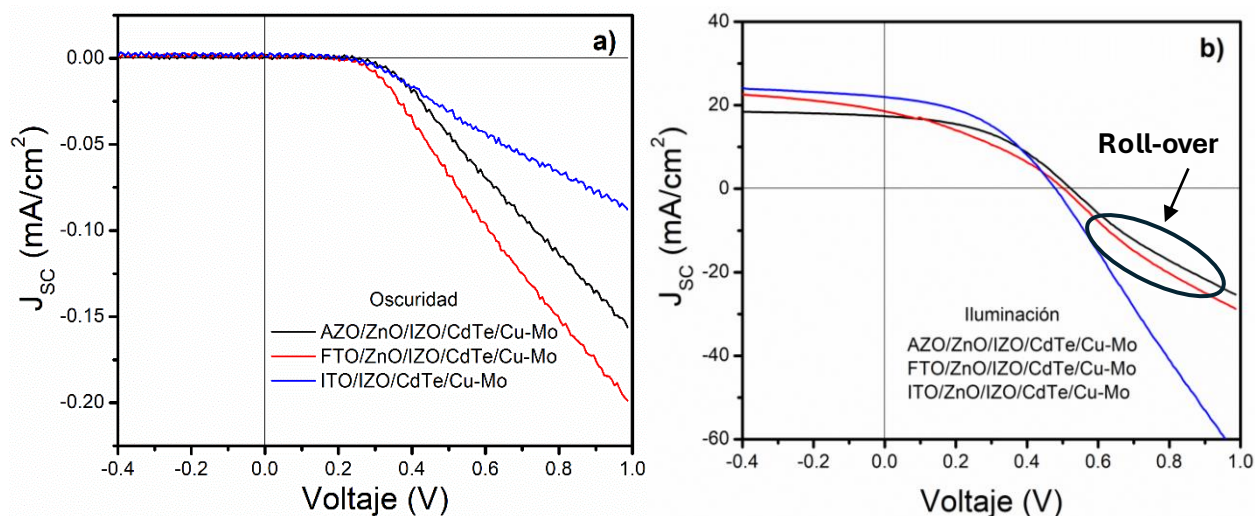 a)
0.00
-0.05
-0.10
-0.15
-0.20
J_SC (mA/cm²)
Oscuridad
AZO/ZnO/IZO/CdTe/Cu-Mo
FTO/ZnO/IZO/CdTe/Cu-Mo
ITO/IZO/CdTe/Cu-Mo
-0.4 -0.2 0.0 0.2 0.4 0.6 0.8 1.0
Voltaje (V)
b)
40
20
0
-20
-40
-60
J_SC (mA/cm²)
Roll-over
Iluminación
AZO/ZnO/IZO/CdTe/Cu-Mo
FTO/ZnO/IZO/CdTe/Cu-Mo
ITO/ZnO/IZO/CdTe/Cu-Mo
-0.4 -0.2 0.0 0.2 0.4 0.6 0.8 1.0
Voltaje (V)